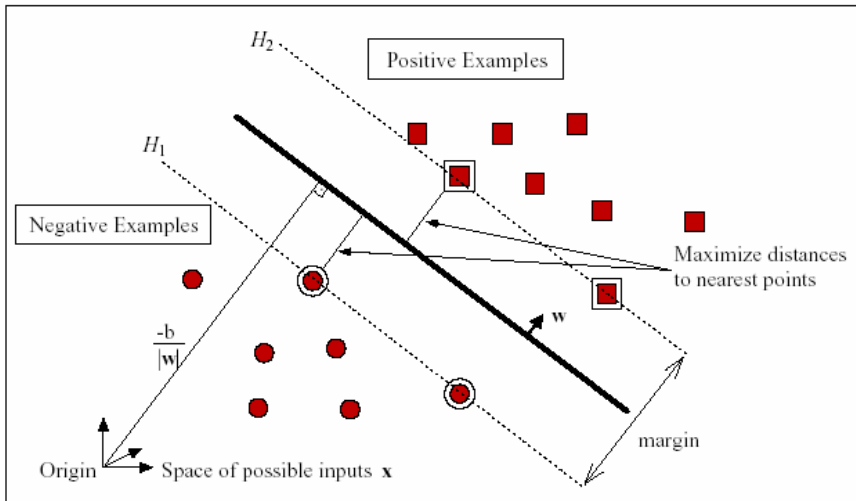 H2
Positive Examples
H1
Negative Examples
Maximize distances
to nearest points
w
-b
|w|
margin
Origin
Space of possible inputs x